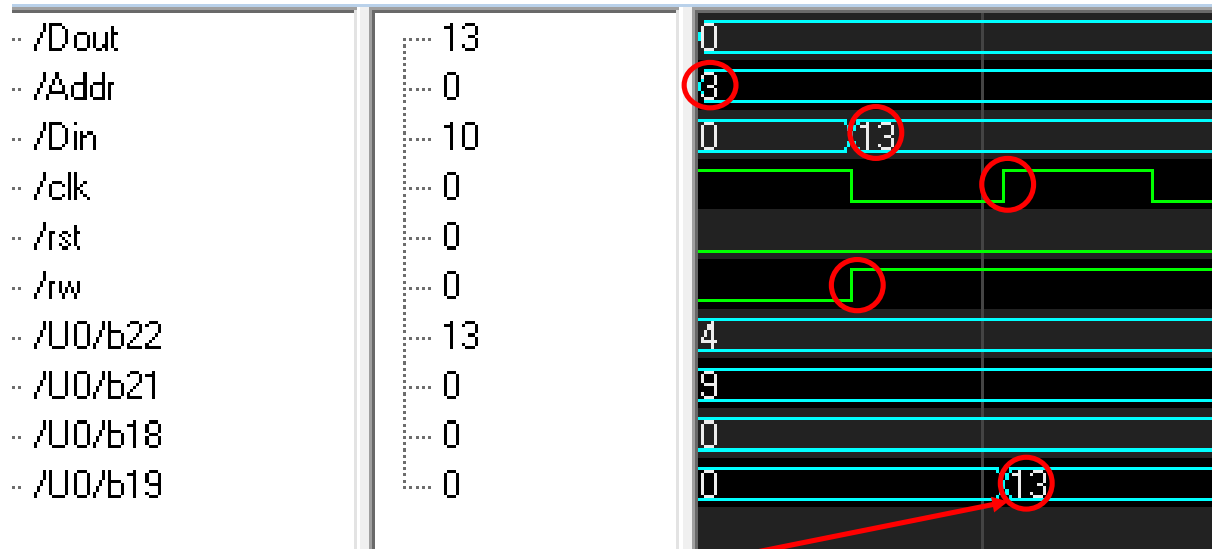 /Dout 13 0
/Addr 0 3
/Din 10 0 13
/clk 0
/rst 0
/rw 0
/U0/b22 13 4
/U0/b21 0 9
/U0/b18 0 0
/U0/b19 0 0 13